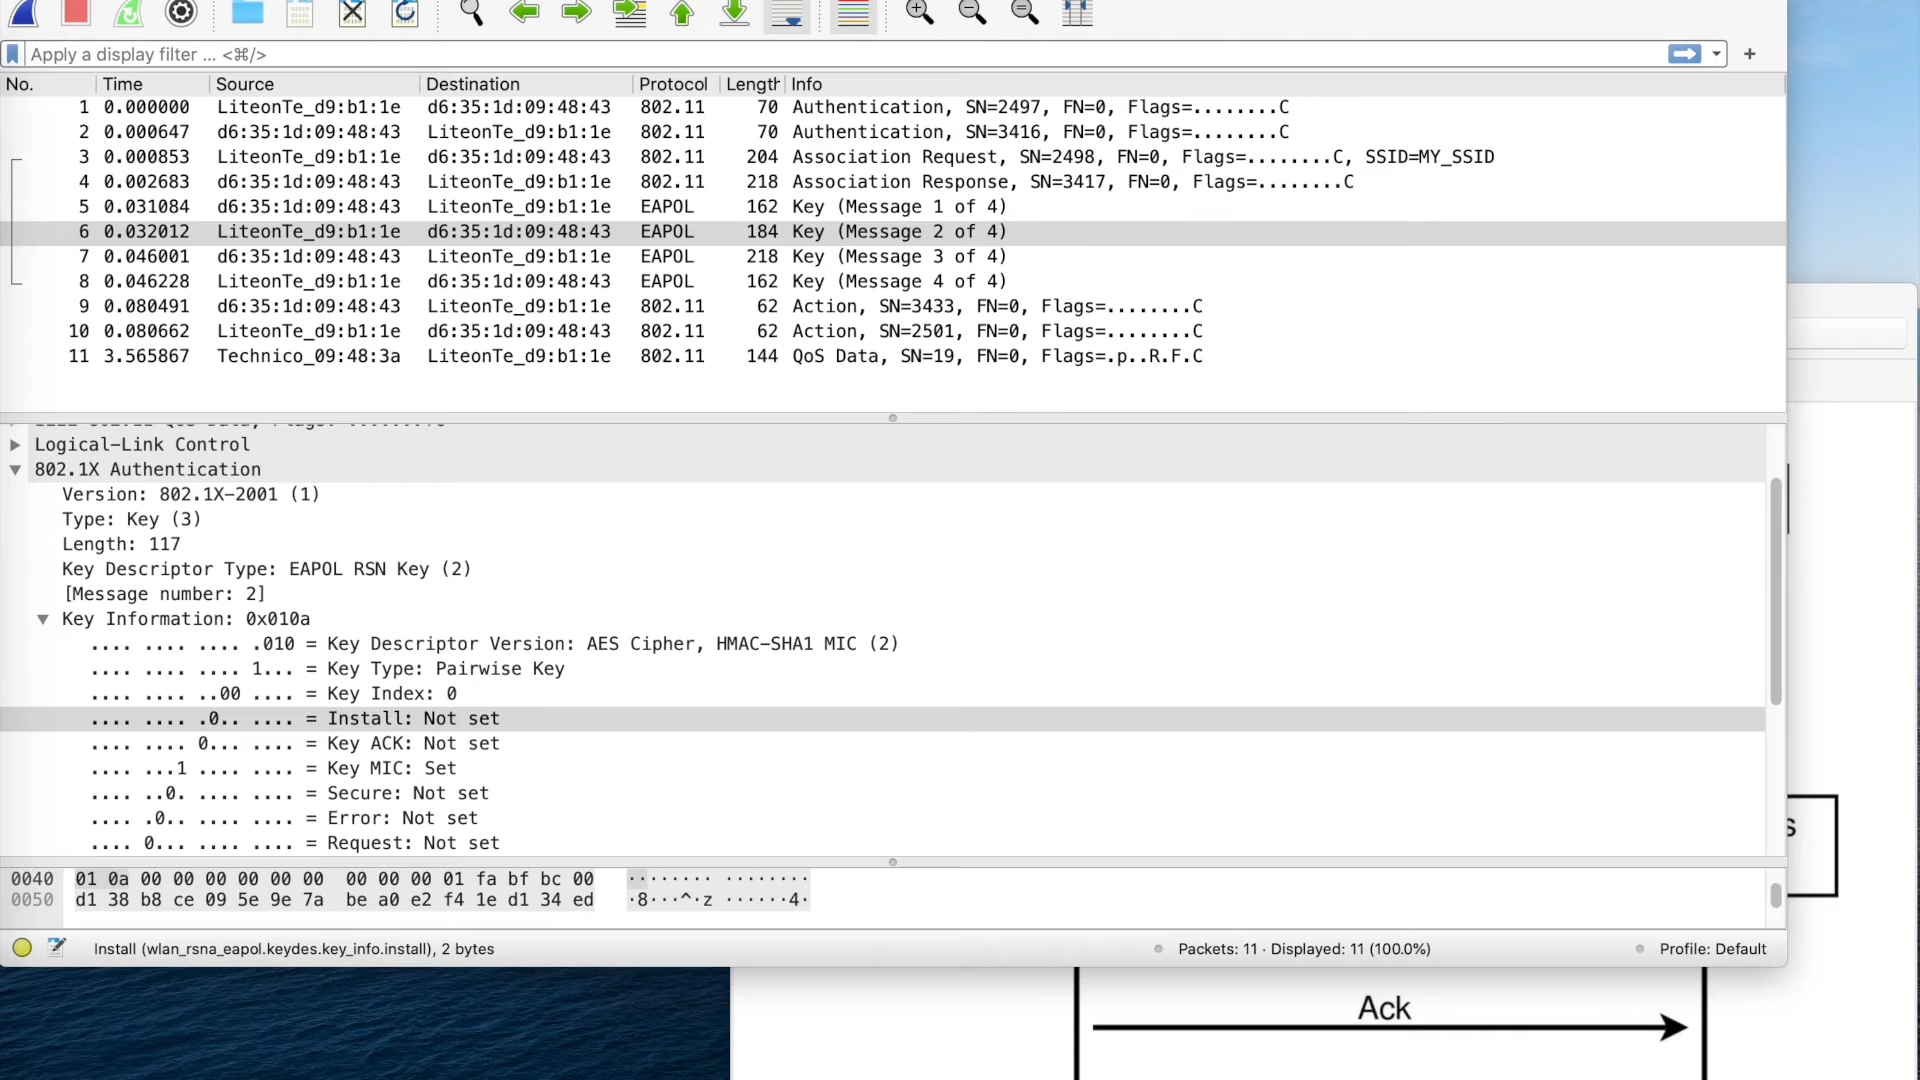 Apply a display filter ... <⌘/>
No. Time Source Destination Protocol Length Info
1 0.000000 LiteonTe_d9:b1:1e d6:35:1d:09:48:43 802.11 70 Authentication, SN=2497, FN=0, Flags=........C
2 0.000647 d6:35:1d:09:48:43 LiteonTe_d9:b1:1e 802.11 70 Authentication, SN=3416, FN=0, Flags=........C
3 0.000853 LiteonTe_d9:b1:1e d6:35:1d:09:48:43 802.11 204 Association Request, SN=2498, FN=0, Flags=........C, SSID=MY_SSID
4 0.002683 d6:35:1d:09:48:43 LiteonTe_d9:b1:1e 802.11 218 Association Response, SN=3417, FN=0, Flags=........C
5 0.031084 d6:35:1d:09:48:43 LiteonTe_d9:b1:1e EAPOL 162 Key (Message 1 of 4)
6 0.032012 LiteonTe_d9:b1:1e d6:35:1d:09:48:43 EAPOL 184 Key (Message 2 of 4)
7 0.046001 d6:35:1d:09:48:43 LiteonTe_d9:b1:1e EAPOL 218 Key (Message 3 of 4)
8 0.046228 LiteonTe_d9:b1:1e d6:35:1d:09:48:43 EAPOL 162 Key (Message 4 of 4)
9 0.080491 d6:35:1d:09:48:43 LiteonTe_d9:b1:1e 802.11 62 Action, SN=3433, FN=0, Flags=........C
10 0.080662 LiteonTe_d9:b1:1e d6:35:1d:09:48:43 802.11 62 Action, SN=2501, FN=0, Flags=........C
11 3.565867 Technico_09:48:3a LiteonTe_d9:b1:1e 802.11 144 QoS Data, SN=19, FN=0, Flags=.p..R.F.C
Logical-Link Control
802.1X Authentication
Version: 802.1X-2001 (1)
Type: Key (3)
Length: 117
Key Descriptor Type: EAPOL RSN Key (2)
[Message number: 2]
Key Information: 0x010a
.... .... .... .010 = Key Descriptor Version: AES Cipher, HMAC-SHA1 MIC (2)
.... .... .... 1... = Key Type: Pairwise Key
.... .... ..00 .... = Key Index: 0
.... .... .0.. .... = Install: Not set
.... .... 0... .... = Key ACK: Not set
.... ...1 .... .... = Key MIC: Set
.... ..0. .... .... = Secure: Not set
.... .0.. .... .... = Error: Not set
.... 0... .... .... = Request: Not set
0040 01 0a 00 00 00 00 00 00 00 00 00 01 fa bf bc 00 ········ ········
0050 d1 38 b8 ce 09 5e 9e 7a be a0 e2 f4 1e d1 34 ed ·8···^·z ······4·
Install (wlan_rsna_eapol.keydes.key_info.install), 2 bytes
Packets: 11 · Displayed: 11 (100.0%)
Profile: Default
s
Ack